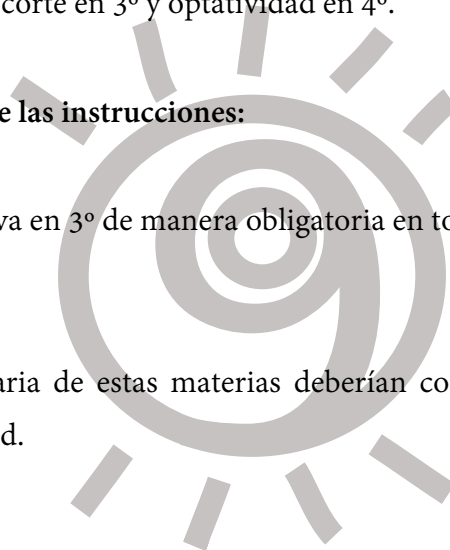 corte en 3º y optatividad en 4º.
e las instrucciones:
va en 3º de manera obligatoria en to
aria de estas materias deberían co
d.